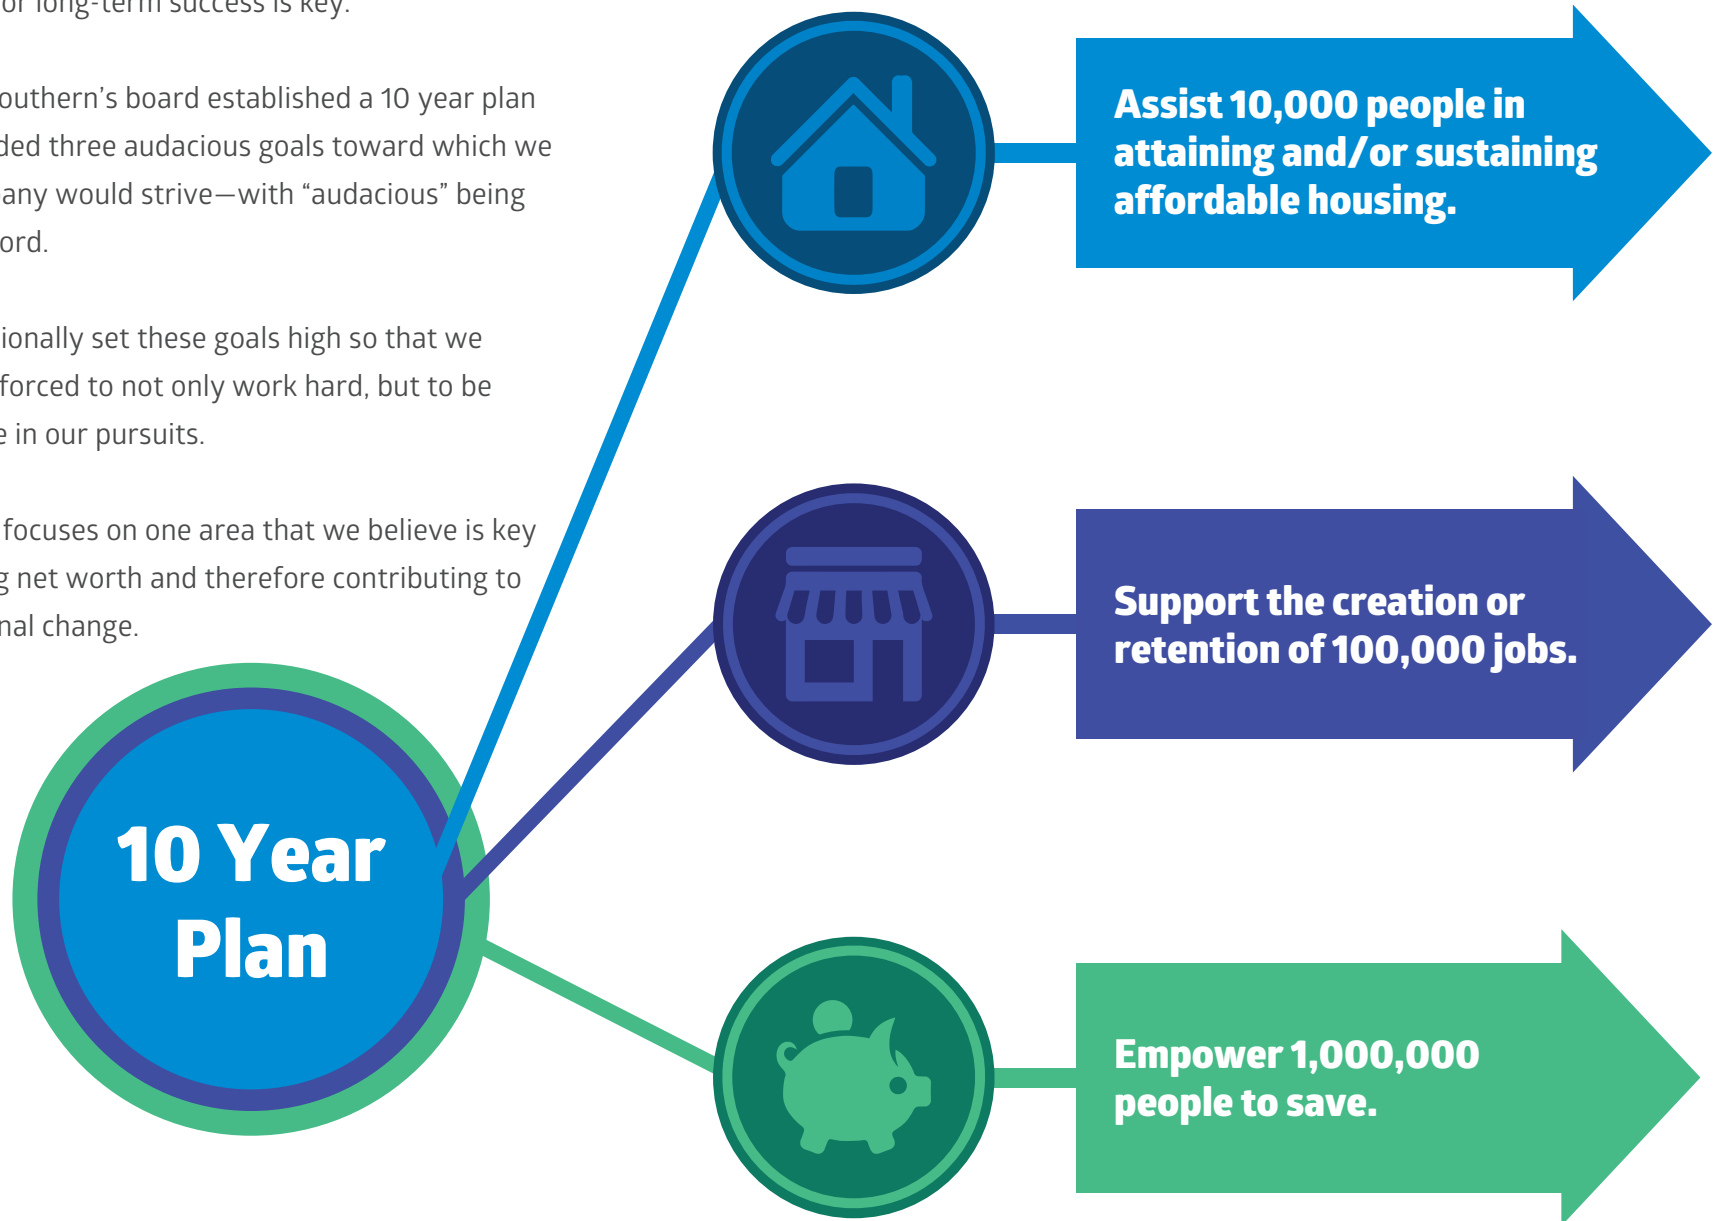 or long-term success is key.
outhern’s board established a 10 year plan
ded three audacious goals toward which we
any would strive—with “audacious” being
ord.
ionally set these goals high so that we
forced to not only work hard, but to be
e in our pursuits.
focuses on one area that we believe is key
g net worth and therefore contributing to
nal change.
10 Year
Plan
Assist 10,000 people in
attaining and/or sustaining
affordable housing.
Support the creation or
retention of 100,000 jobs.
Empower 1,000,000
people to save.